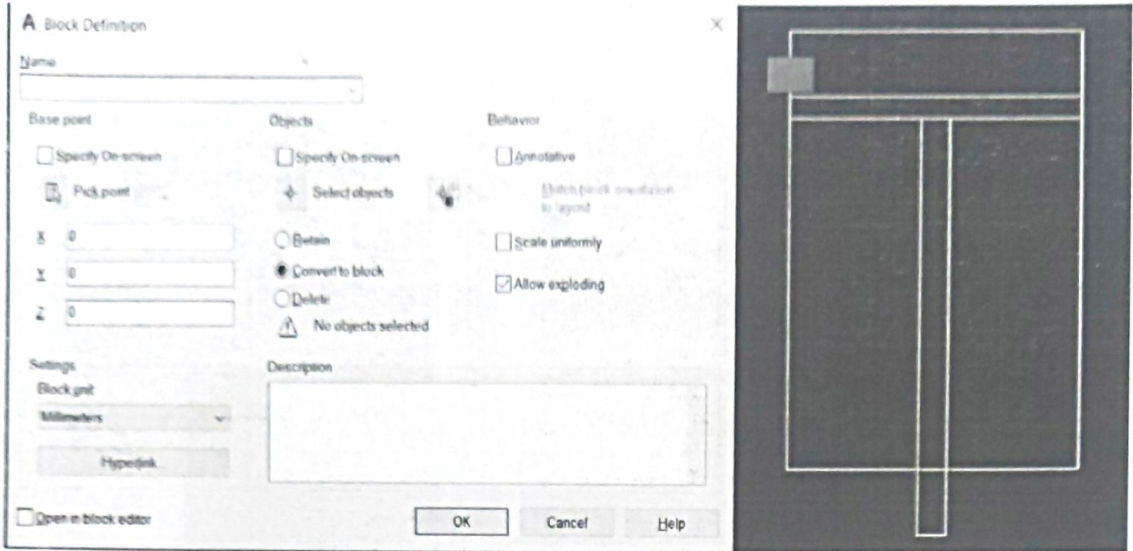 A Block Definition
Name
Base point
Specify On-screen
Pick point
X 0
Y 0
Z 0
Objects
Specify On-screen
Select objects
Retain
Convert to block
Delete
No objects selected
Behavior
Annotative
Match block orientation
to layout
Scale uniformly
Allow exploding
Settings
Block unit
Millimeters
Hyperlink...
Description
Open in block editor
OK
Cancel
Help